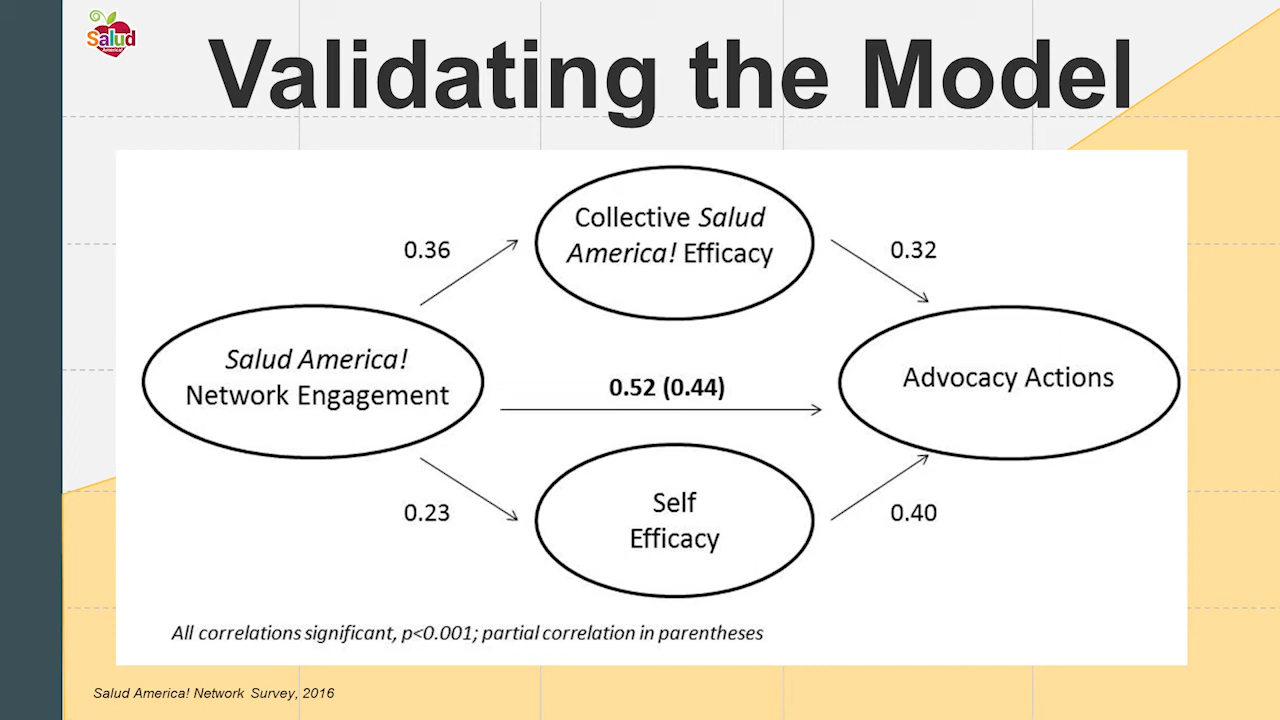 Salud
America!
Validating the Model
Collective Salud
America! Efficacy
0.36
0.32
Salud America!
Network Engagement
0.52 (0.44)
Advocacy Actions
0.23
Self
Efficacy
0.40
All correlations significant, p<0.001; partial correlation in parentheses
Salud America! Network Survey, 2016